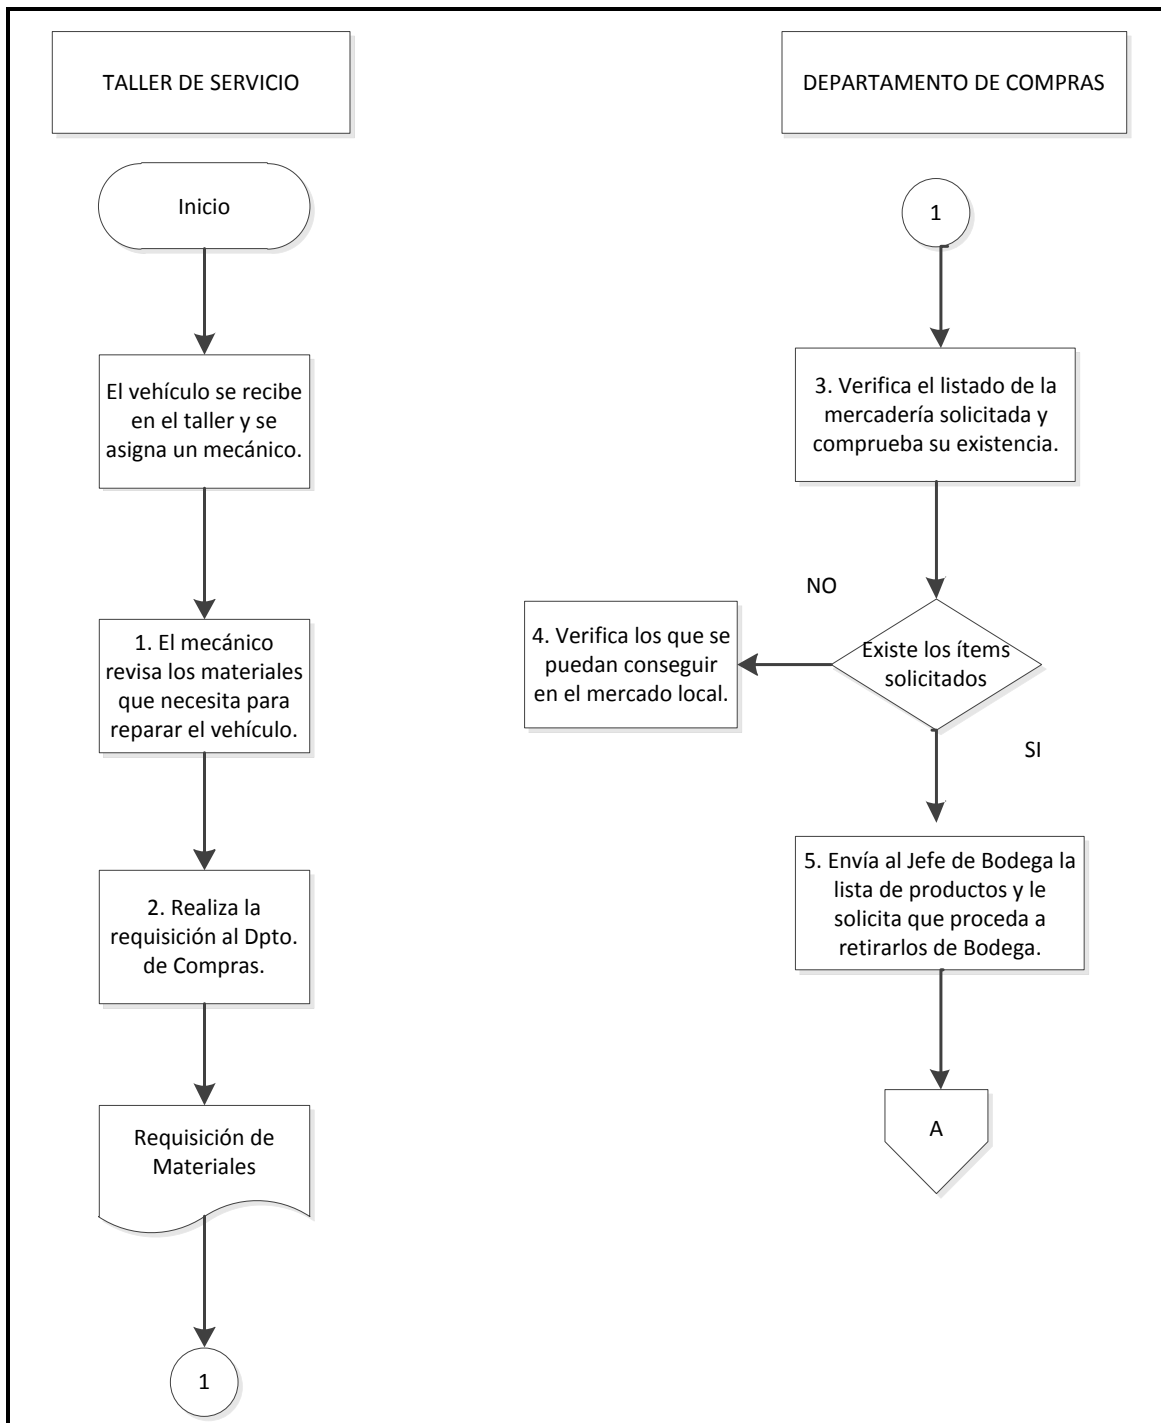 TALLER DE SERVICIO
Inicio
El vehículo se recibe
en el taller y se
asigna un mecánico.
1. El mecánico
revisa los materiales
que necesita para
reparar el vehículo.
2. Realiza la
requisición al Dpto.
de Compras.
Requisición de
Materiales
1
DEPARTAMENTO DE COMPRAS
1
3. Verifica el listado de la
mercadería solicitada y
comprueba su existencia.
Existe los ítems
solicitados
NO
4. Verifica los que se
puedan conseguir
en el mercado local.
SI
5. Envía al Jefe de Bodega la
lista de productos y le
solicita que proceda a
retirarlos de Bodega.
A